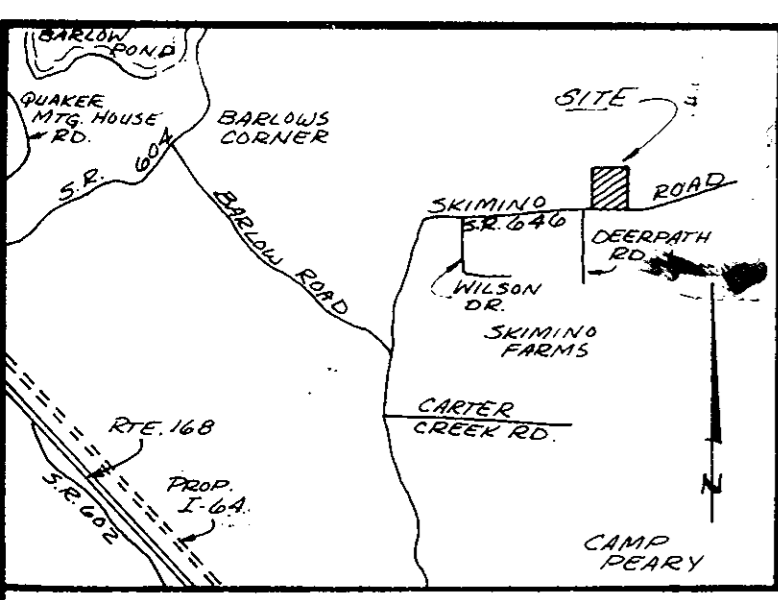 BARLOW
POND
QUAKER
MTG. HOUSE
RD.
S.R. 604
BARLOWS
CORNER
SITE
BARLOW ROAD
SKIMINO ROAD
S.R. 646
DEERPATH
RD.
WILSON
DR.
SKIMINO
FARMS
CARTER
CREEK RD.
RTE. 168
S.R. 602
PROP.
I-64
N
CAMP
PEARY